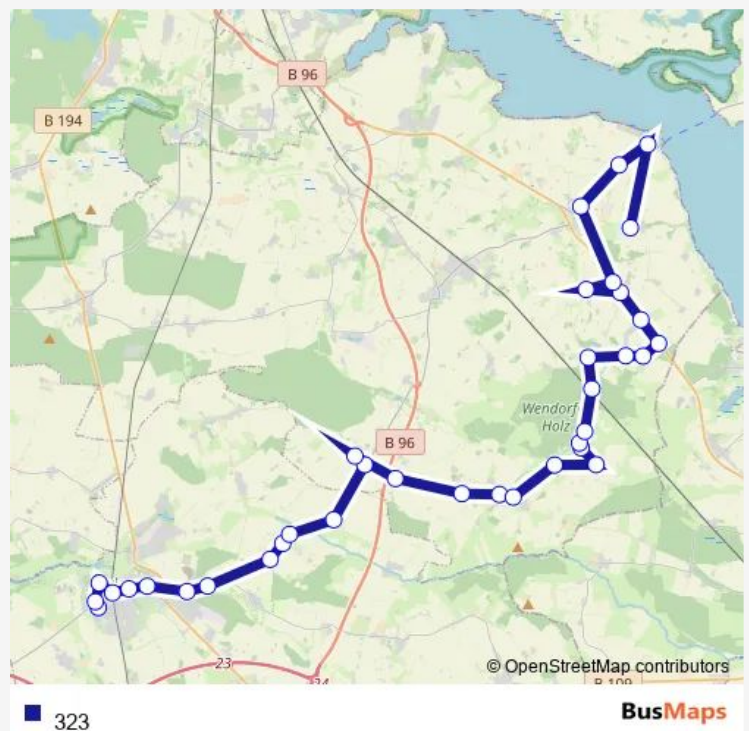 B 96
B 194
Wendorf
Holz
B 96
23
24
© OpenStreetMap contributors
B 109
323
BusMaps